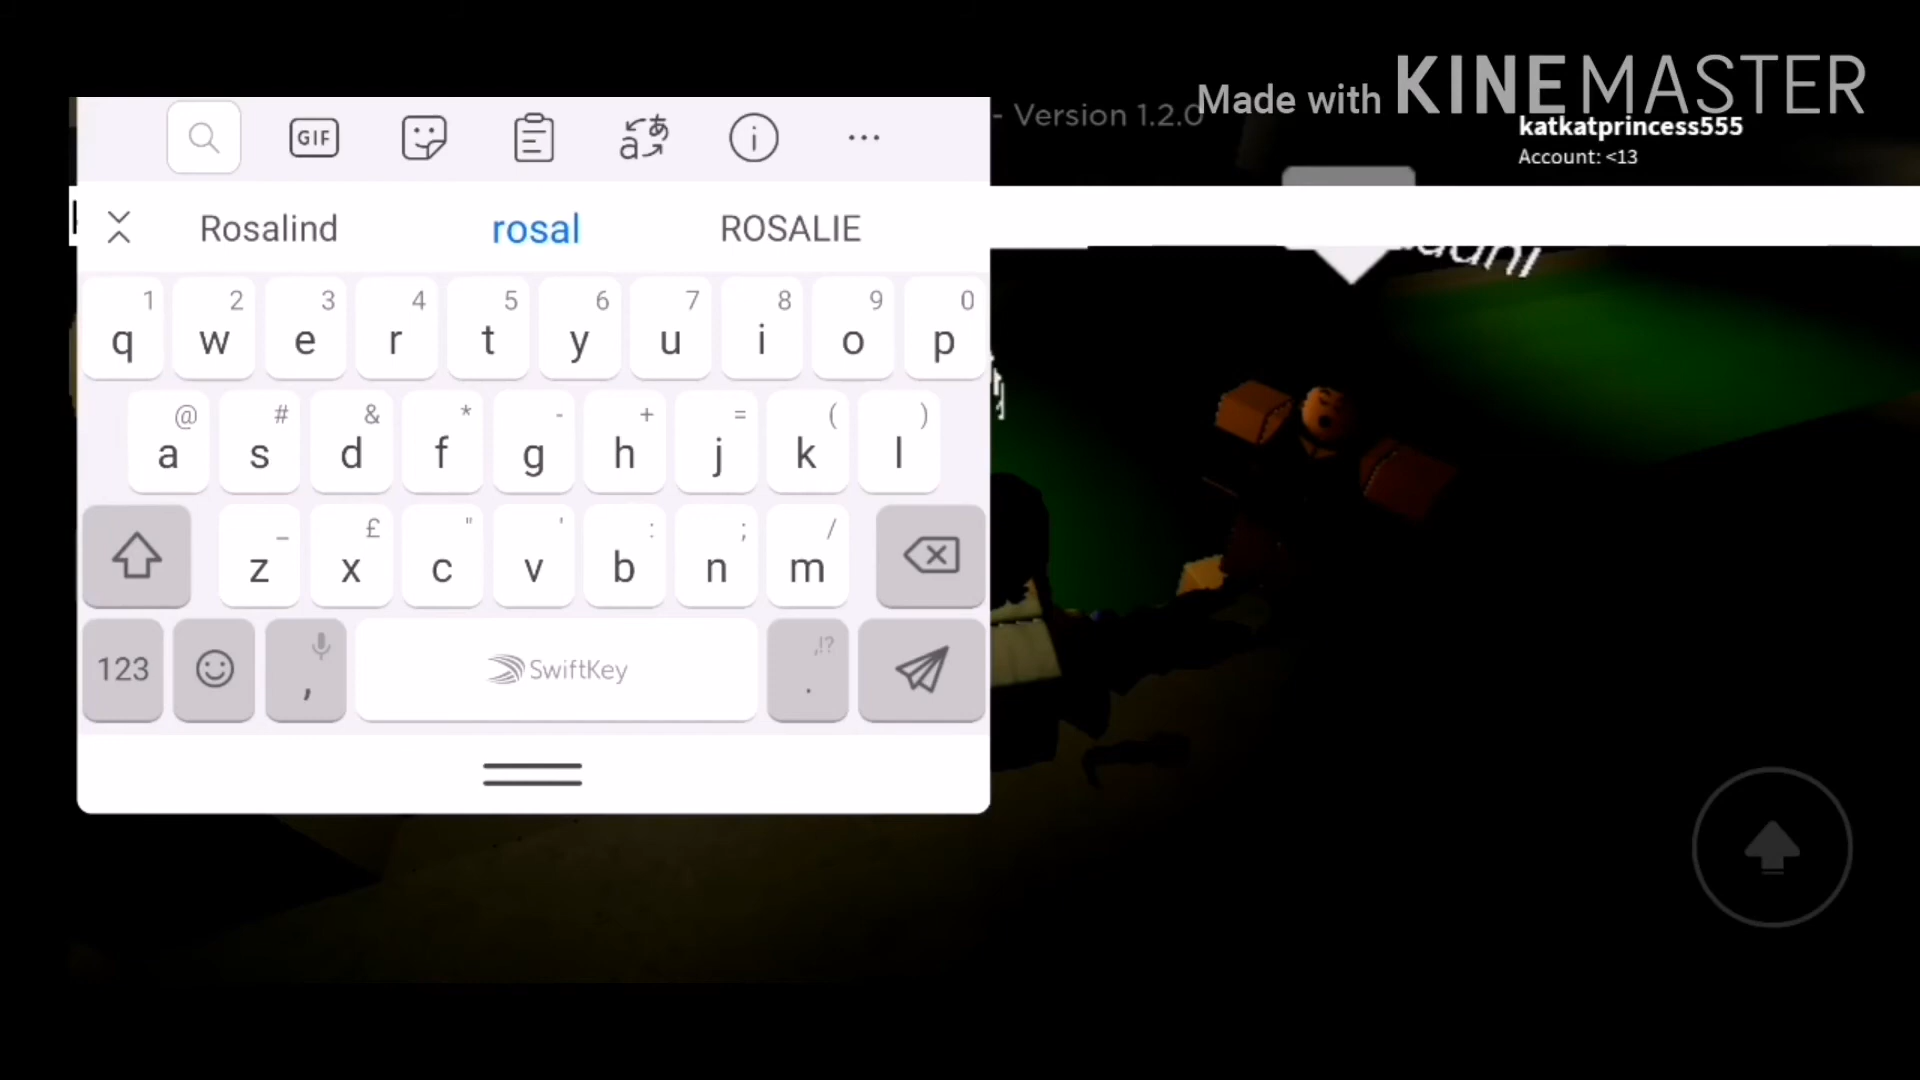 Made with KINEMASTER
- Version 1.2.0
katkatprincess555
Account: <13
GIF
Rosalind rosal ROSALIE
1 2 3 4 5 6 7 8 9 0
q w e r t y u i o p
@ # & * - + = ( )
a s d f g h j k l
_ £ " ' : ; /
z x c v b n m
123 , SwiftKey ,!? .